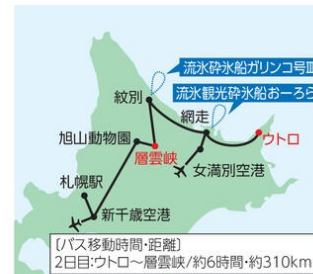 流氷砕氷船ガリンコ号Ⅲ
流氷観光砕氷船おーろら
紋別
網走
ウトロ
旭山動物園
層雲峡
女満別空港
札幌駅
新千歳空港
[バス移動時間・距離]
2日目:ウトロ～層雲峡/約6時間・約310km